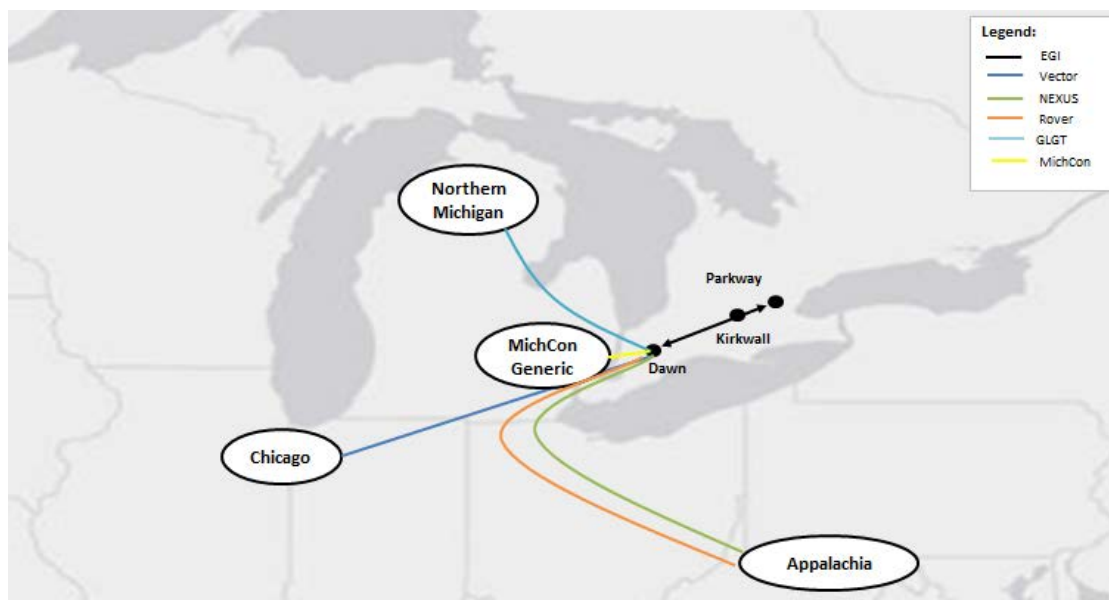 Legend:
EGI
Vector
NEXUS
Rover
GLGT
MichCon
Northern
Michigan
Parkway
Kirkwall
MichCon
Generic
Dawn
Chicago
Appalachia